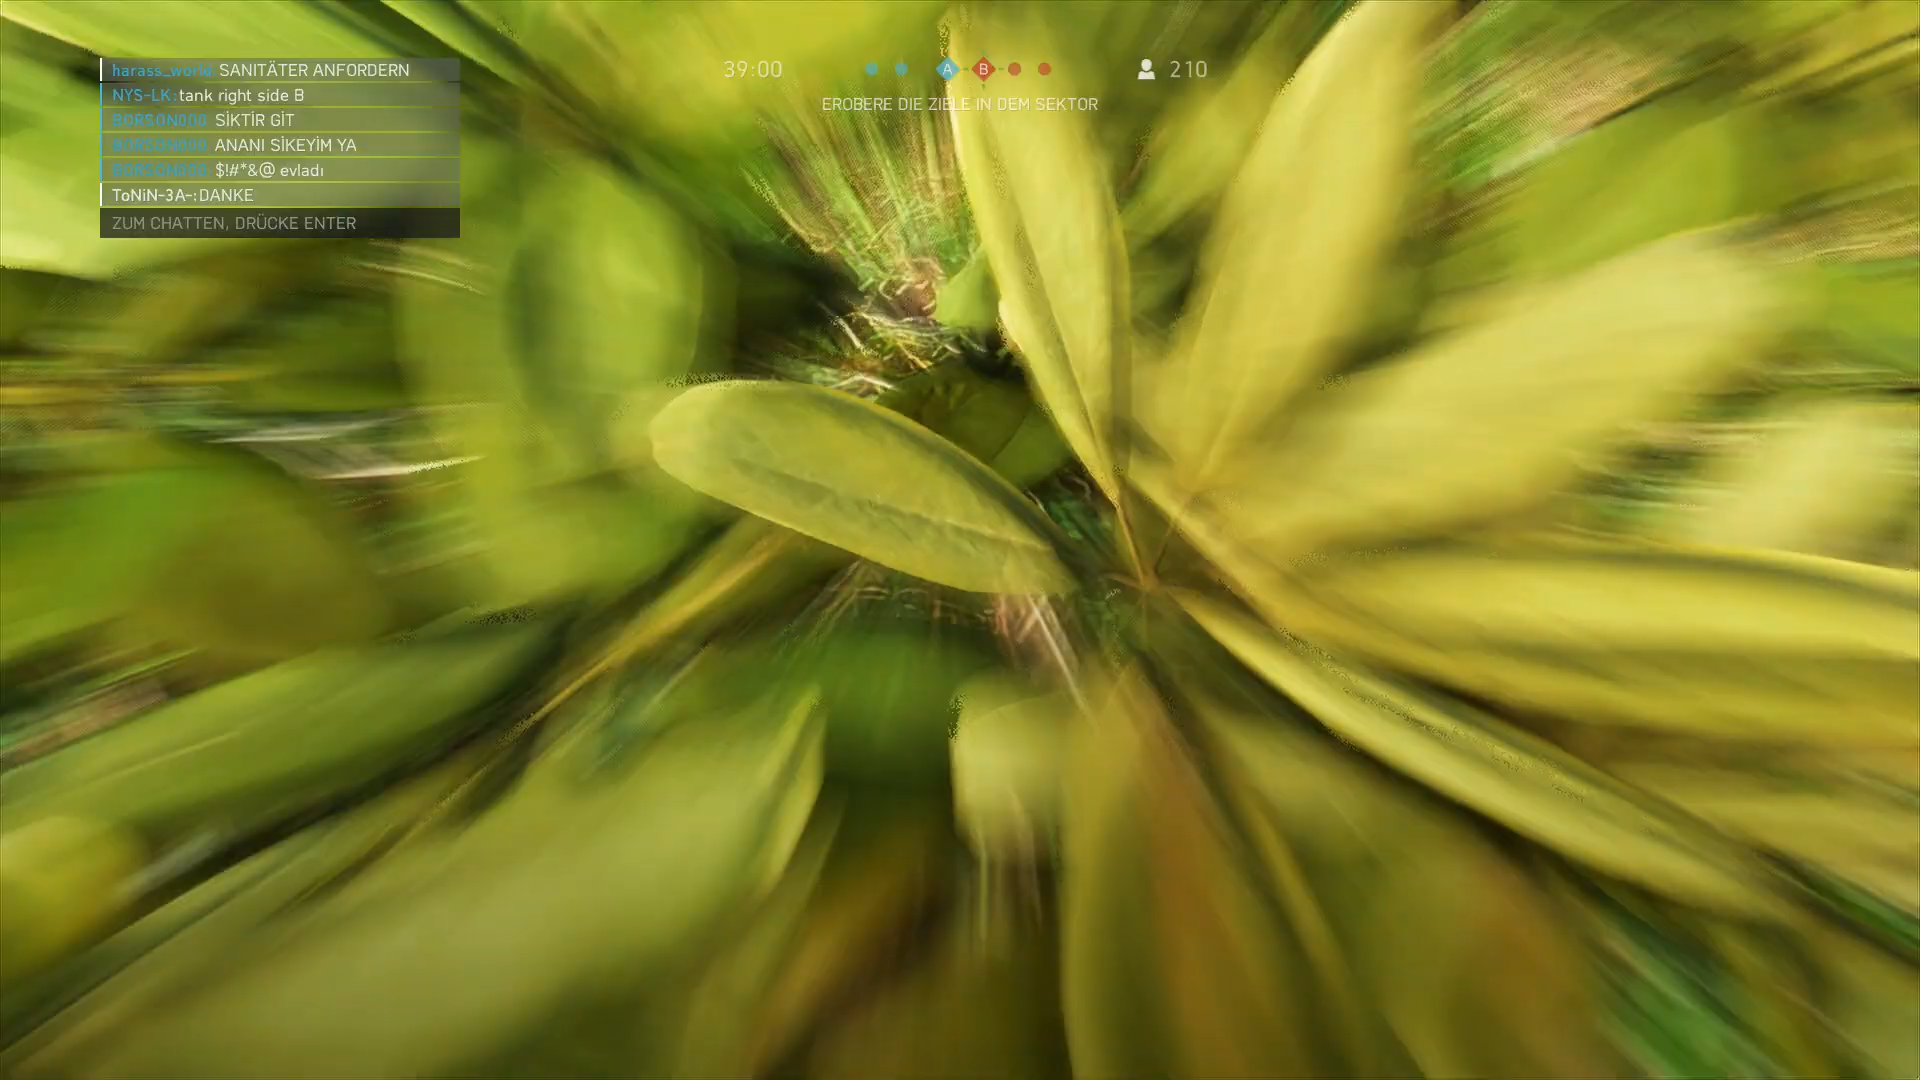 harass_world: SANITÄTER ANFORDERN
NYS-LK:tank right side B
BORSON000: SİKTİR GİT
BORSON000: ANANI SİKEYİM YA
BORSON000: $!#*&@ evladı
ToNiN-3A-:DANKE
ZUM CHATTEN, DRÜCKE ENTER
39:00
A
B
210
EROBERE DIE ZIELE IN DEM SEKTOR